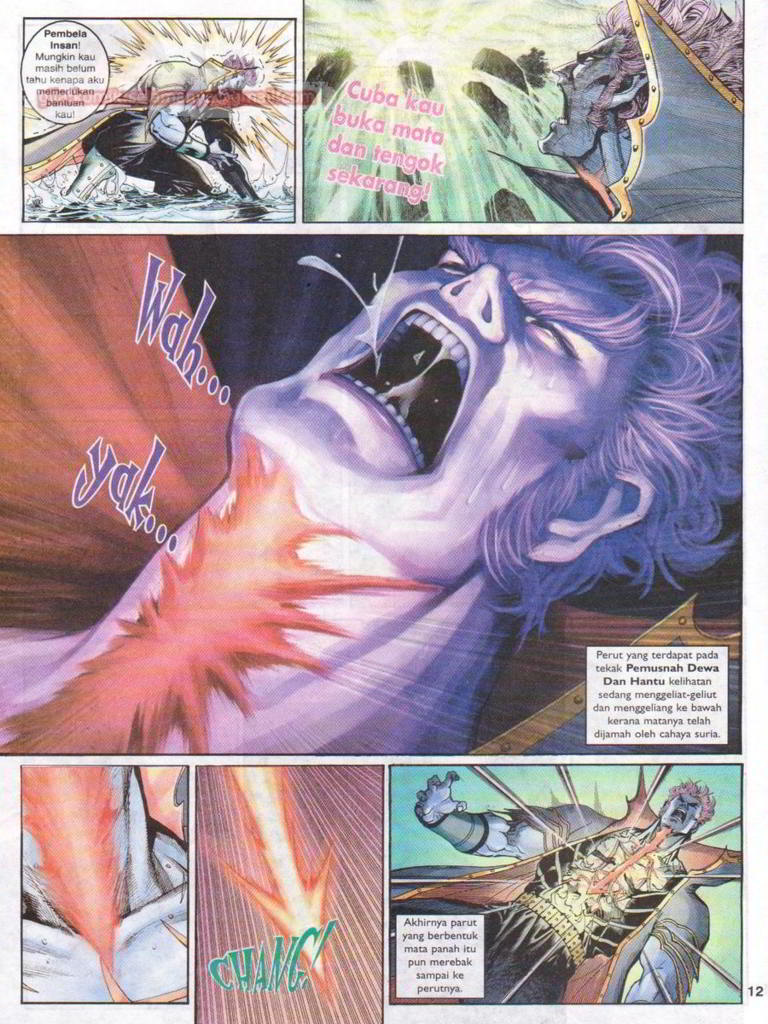 Pembela
Insan!
Mungkin kau
masih belum
tahu kenapa aku
memerlukan
bantuan
kau!
Cuba kau
buka mata
dan tengok
sekarang!
Wah...
yak...
Perut yang terdapat pada
tekak Pemusnah Dewa
Dan Hantu kelihatan
sedang menggeliat-geliut
dan menggeliang ke bawah
kerana matanya telah
dijamah oleh cahaya suria.
CHANG!
Akhirnya parut
yang berbentuk
mata panah itu
pun merebak
sampai ke
perutnya.
12